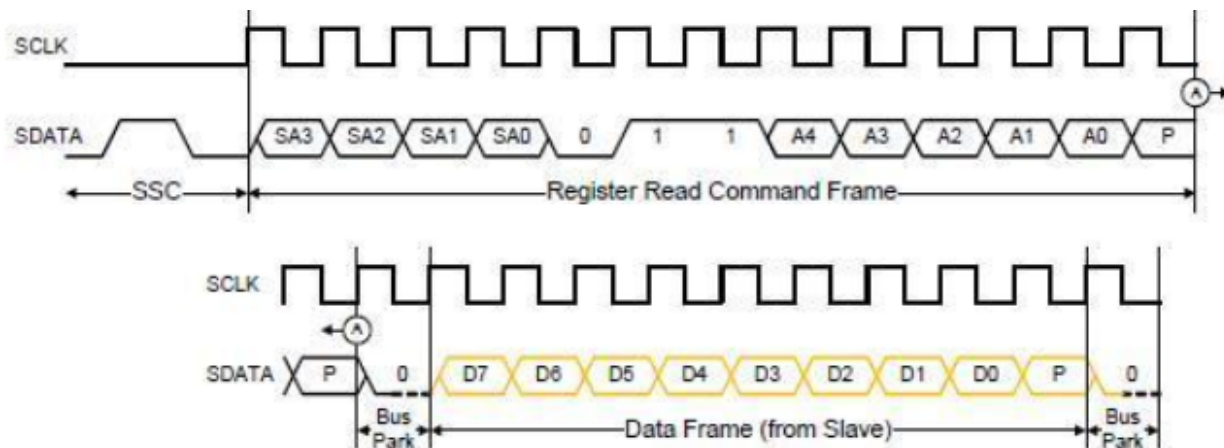 SCLK
A
SDATA SA3 SA2 SA1 SA0 0 1 1 A4 A3 A2 A1 A0 P
SSC Register Read Command Frame
SCLK
A
SDATA P 0 D7 D6 D5 D4 D3 D2 D1 D0 P 0
Bus Park Data Frame (from Slave) Bus Park